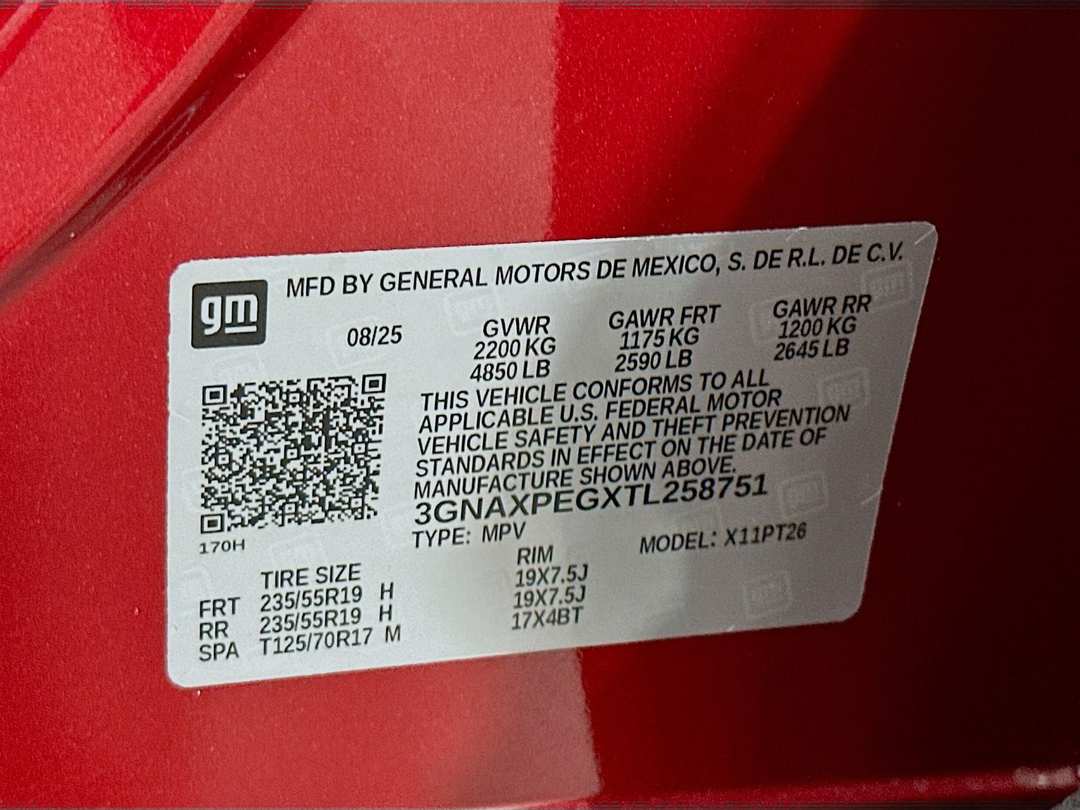 gm
MFD BY GENERAL MOTORS DE MEXICO, S. DE R.L. DE C.V.
08/25
GVWR
2200 KG
4850 LB
GAWR FRT
1175 KG
2590 LB
GAWR RR
1200 KG
2645 LB
THIS VEHICLE CONFORMS TO ALL
APPLICABLE U.S. FEDERAL MOTOR
VEHICLE SAFETY AND THEFT PREVENTION
STANDARDS IN EFFECT ON THE DATE OF
MANUFACTURE SHOWN ABOVE.
3GNAXPEGXTL258751
170H
TYPE: MPV
MODEL: X11PT26
TIRE SIZE RIM
FRT 235/55R19 H 19X7.5J
RR 235/55R19 H 19X7.5J
SPA T125/70R17 M 17X4BT